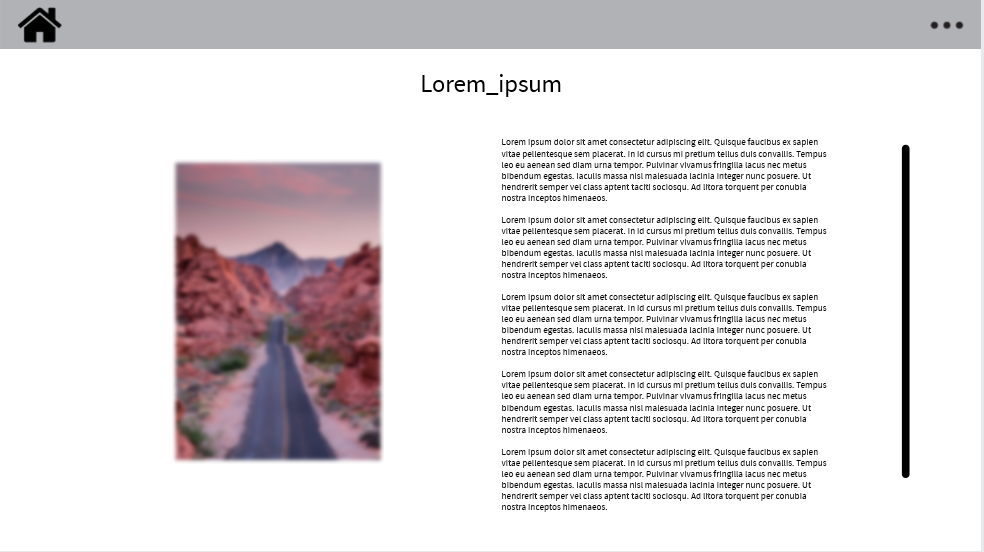 Lorem_ipsum
Lorem ipsum dolor sit amet consectetur adipiscing elit. Quisque faucibus ex sapien
vitae pellentesque sem placerat. In id cursus mi pretium tellus duis convallis. Tempus
leo eu aenean sed diam urna tempor. Pulvinar vivamus fringilla lacus nec metus
bibendum egestas. Iaculis massa nisl malesuada lacinia integer nunc posuere. Ut
hendrerit semper vel class aptent taciti sociosqu. Ad litora torquent per conubia
nostra inceptos himenaeos.
Lorem ipsum dolor sit amet consectetur adipiscing elit. Quisque faucibus ex sapien
vitae pellentesque sem placerat. In id cursus mi pretium tellus duis convallis. Tempus
leo eu aenean sed diam urna tempor. Pulvinar vivamus fringilla lacus nec metus
bibendum egestas. Iaculis massa nisl malesuada lacinia integer nunc posuere. Ut
hendrerit semper vel class aptent taciti sociosqu. Ad litora torquent per conubia
nostra inceptos himenaeos.
Lorem ipsum dolor sit amet consectetur adipiscing elit. Quisque faucibus ex sapien
vitae pellentesque sem placerat. In id cursus mi pretium tellus duis convallis. Tempus
leo eu aenean sed diam urna tempor. Pulvinar vivamus fringilla lacus nec metus
bibendum egestas. Iaculis massa nisl malesuada lacinia integer nunc posuere. Ut
hendrerit semper vel class aptent taciti sociosqu. Ad litora torquent per conubia
nostra inceptos himenaeos.
Lorem ipsum dolor sit amet consectetur adipiscing elit. Quisque faucibus ex sapien
vitae pellentesque sem placerat. In id cursus mi pretium tellus duis convallis. Tempus
leo eu aenean sed diam urna tempor. Pulvinar vivamus fringilla lacus nec metus
bibendum egestas. Iaculis massa nisl malesuada lacinia integer nunc posuere. Ut
hendrerit semper vel class aptent taciti sociosqu. Ad litora torquent per conubia
nostra inceptos himenaeos.
Lorem ipsum dolor sit amet consectetur adipiscing elit. Quisque faucibus ex sapien
vitae pellentesque sem placerat. In id cursus mi pretium tellus duis convallis. Tempus
leo eu aenean sed diam urna tempor. Pulvinar vivamus fringilla lacus nec metus
bibendum egestas. Iaculis massa nisl malesuada lacinia integer nunc posuere. Ut
hendrerit semper vel class aptent taciti sociosqu. Ad litora torquent per conubia
nostra inceptos himenaeos.